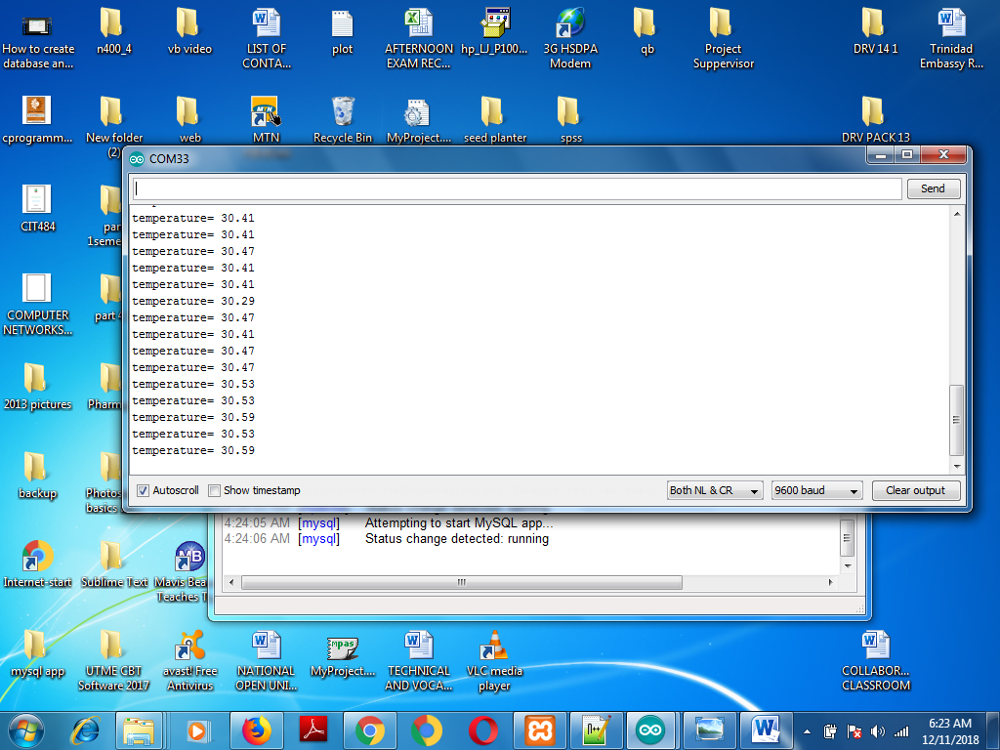 How to create
database an...
n400_4
vb video
LIST OF
CONTA...
plot
AFTERNOON
EXAM REC...
hp_LJ_P100...
3G HSDPA
Modem
qb
Project
Suppervisor
DRV 14 1
Trinidad
Embassy R...
cprogramm...
New folder
(2)
web
MTN
Recycle Bin
MyProject....
seed planter
spss
DRV PACK 13
COM33
Send
temperature= 30.41
temperature= 30.41
temperature= 30.47
temperature= 30.41
temperature= 30.41
temperature= 30.29
temperature= 30.47
temperature= 30.41
temperature= 30.47
temperature= 30.47
temperature= 30.53
temperature= 30.53
temperature= 30.59
temperature= 30.53
temperature= 30.59
Autoscroll
Show timestamp
Both NL & CR
9600 baud
Clear output
CIT484
par
1seme
COMPUTER
NETWORKS...
part 4
2013 pictures
Pharm
backup
Photos
basics
4:24:05 AM [mysql] Attempting to start MySQL app...
4:24:06 AM [mysql] Status change detected: running
Internet-start
Sublime Text
MB
Mavis Bea
Teaches T
mysql app
UTME CBT
Software 2017
avast! Free
Antivirus
NATIONAL
OPEN UNI...
mpas
MyProject....
TECHNICAL
AND VOCA...
VLC media
player
COLLABOR...
CLASSROOM
6:23 AM
12/11/2018